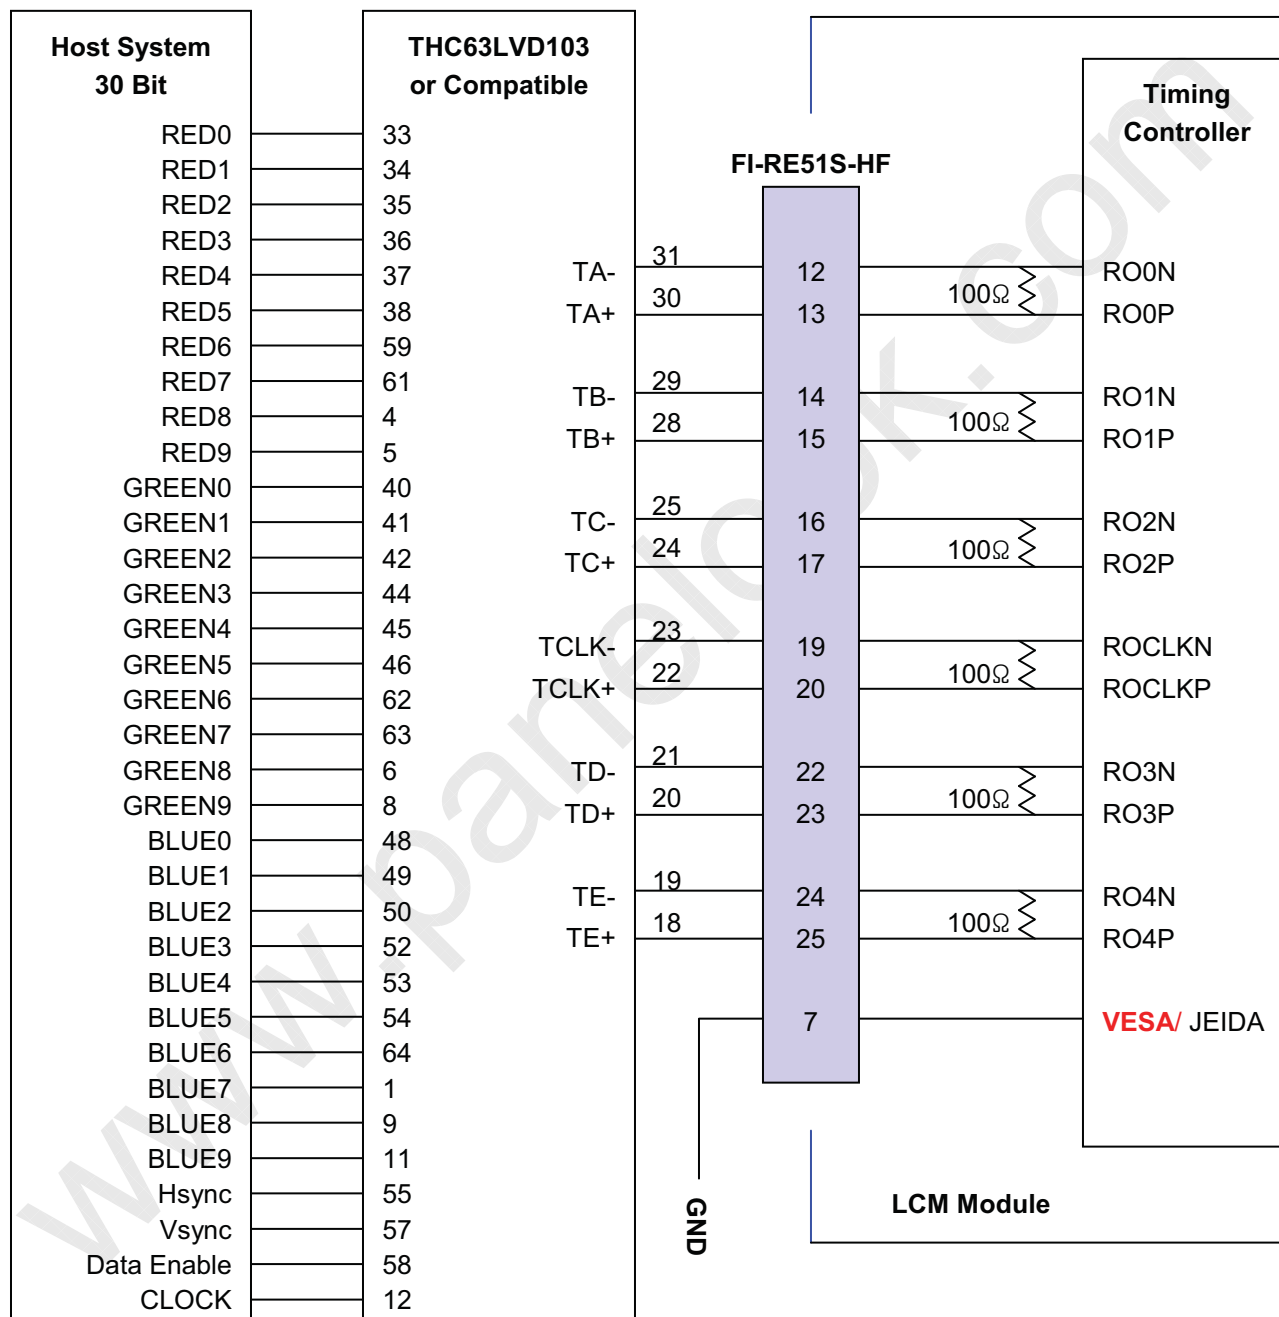 Host System
30 Bit
RED0 33
RED1 34
RED2 35
RED3 36
RED4 37
RED5 38
RED6 59
RED7 61
RED8 4
RED9 5
GREEN0 40
GREEN1 41
GREEN2 42
GREEN3 44
GREEN4 45
GREEN5 46
GREEN6 62
GREEN7 63
GREEN8 6
GREEN9 8
BLUE0 48
BLUE1 49
BLUE2 50
BLUE3 52
BLUE4 53
BLUE5 54
BLUE6 64
BLUE7 1
BLUE8 9
BLUE9 11
Hsync 55
Vsync 57
Data Enable 58
CLOCK 12
THC63LVD103
or Compatible
FI-RE51S-HF
Timing
Controller
TA- 31 12 RO0N
100Ω
TA+ 30 13 RO0P
TB- 29 14 RO1N
100Ω
TB+ 28 15 RO1P
TC- 25 16 RO2N
100Ω
TC+ 24 17 RO2P
TCLK- 23 19 ROCLKN
100Ω
TCLK+ 22 20 ROCLKP
TD- 21 22 RO3N
100Ω
TD+ 20 23 RO3P
TE- 19 24 RO4N
100Ω
TE+ 18 25 RO4P
7 VESA/ JEIDA
GND
LCM Module
www.panelook.com